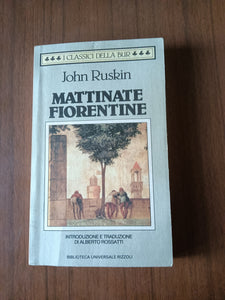 I CLASSICI DELLA BUR
John Ruskin
MATTINATE
FIORENTINE
INTRODUZIONE E TRADUZIONE
DI ALBERTO ROSSATTI
BIBLIOTECA UNIVERSALE RIZZOLI